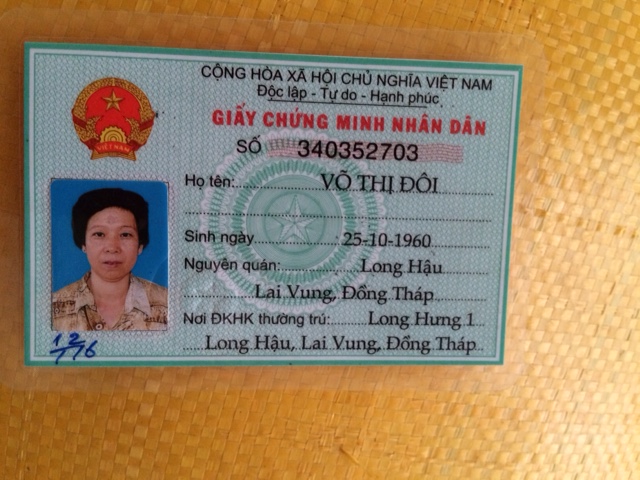 CỘNG HÒA XÃ HỘI CHỦ NGHĨA VIỆT NAM
Độc lập - Tự do - Hạnh phúc
GIẤY CHỨNG MINH NHÂN DÂN
SỐ 340352703
Họ tên: VÕ THỊ ĐÔI
Sinh ngày 25-10-1960
Nguyên quán: Long Hậu
Lai Vung, Đồng Tháp
Nơi ĐKHK thường trú: Long Hưng 1
Long Hậu, Lai Vung, Đồng Tháp
VIỆT NAM